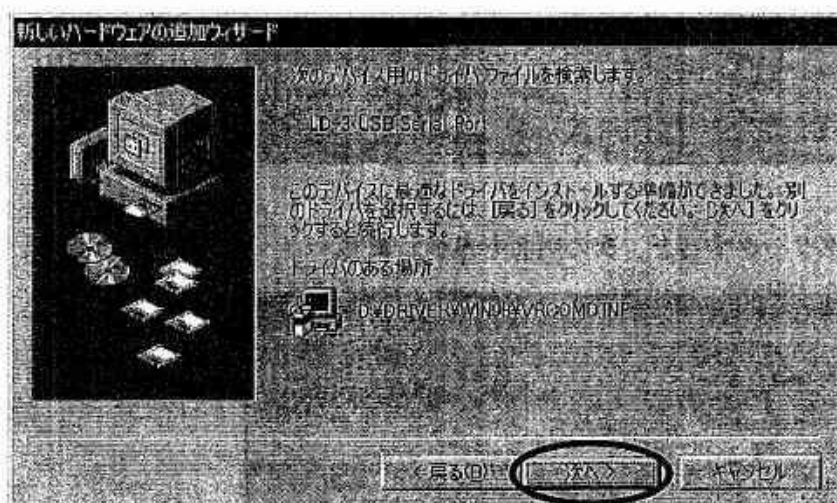 新しいハードウェアの追加ウィザード
次のデバイス用のドライバ ファイルを検索します。
LD-3 USB Serial Port
このデバイスに最適なドライバをインストールする準備ができました。別
のドライバを選択するには、[戻る] をクリックしてください。[次へ] をクリ
ックすると続行します。
ドライバのある場所
< 戻る(B)
次へ >
キャンセル